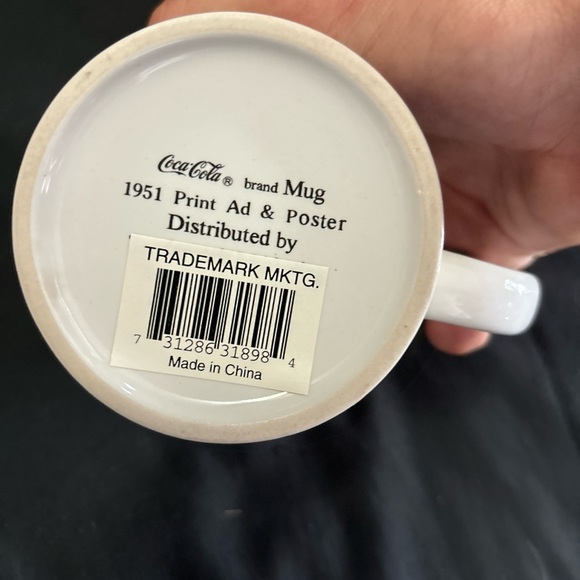 Coca-Cola® brand Mug
1951 Print Ad & Poster
Distributed by
TRADEMARK MKTG.
7 31286 31898 4
Made in China